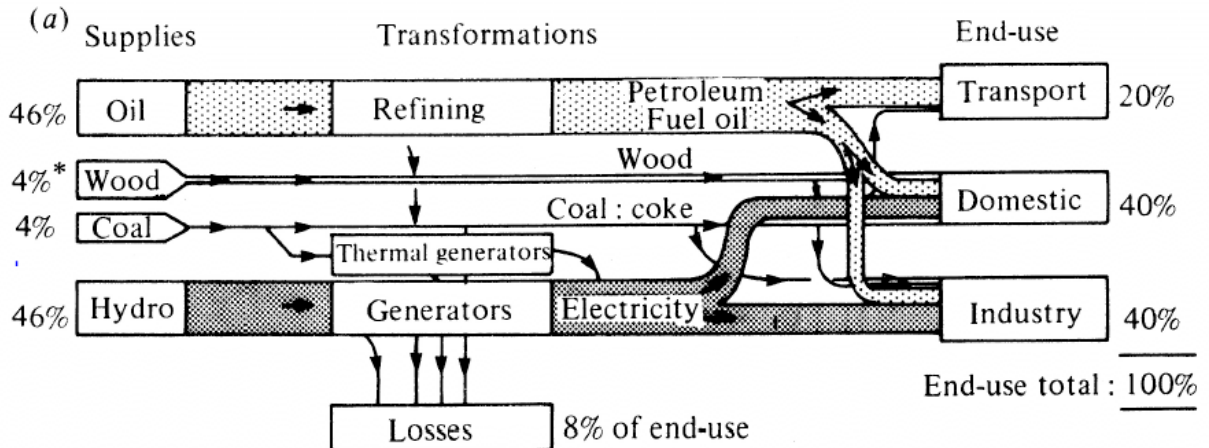 (a)
Supplies Transformations End-use
46% Oil Refining Petroleum Fuel oil Transport 20%
4%* Wood Wood
Domestic 40%
4% Coal Coal : coke
Thermal generators
46% Hydro Generators Electricity Industry 40%
End-use total : 100%
Losses 8% of end-use